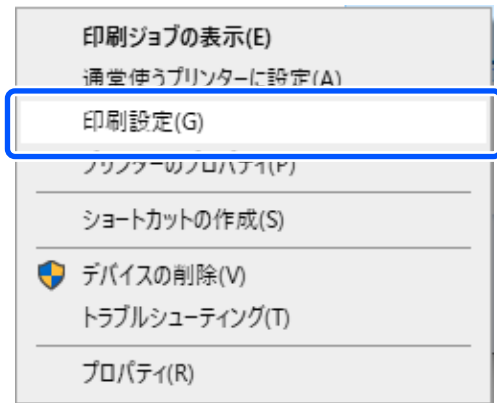 印刷ジョブの表示(E)
通常使うプリンターに設定(A)
印刷設定(G)
プリンターのプロパティ(P)
ショートカットの作成(S)
デバイスの削除(V)
トラブルシューティング(T)
プロパティ(R)